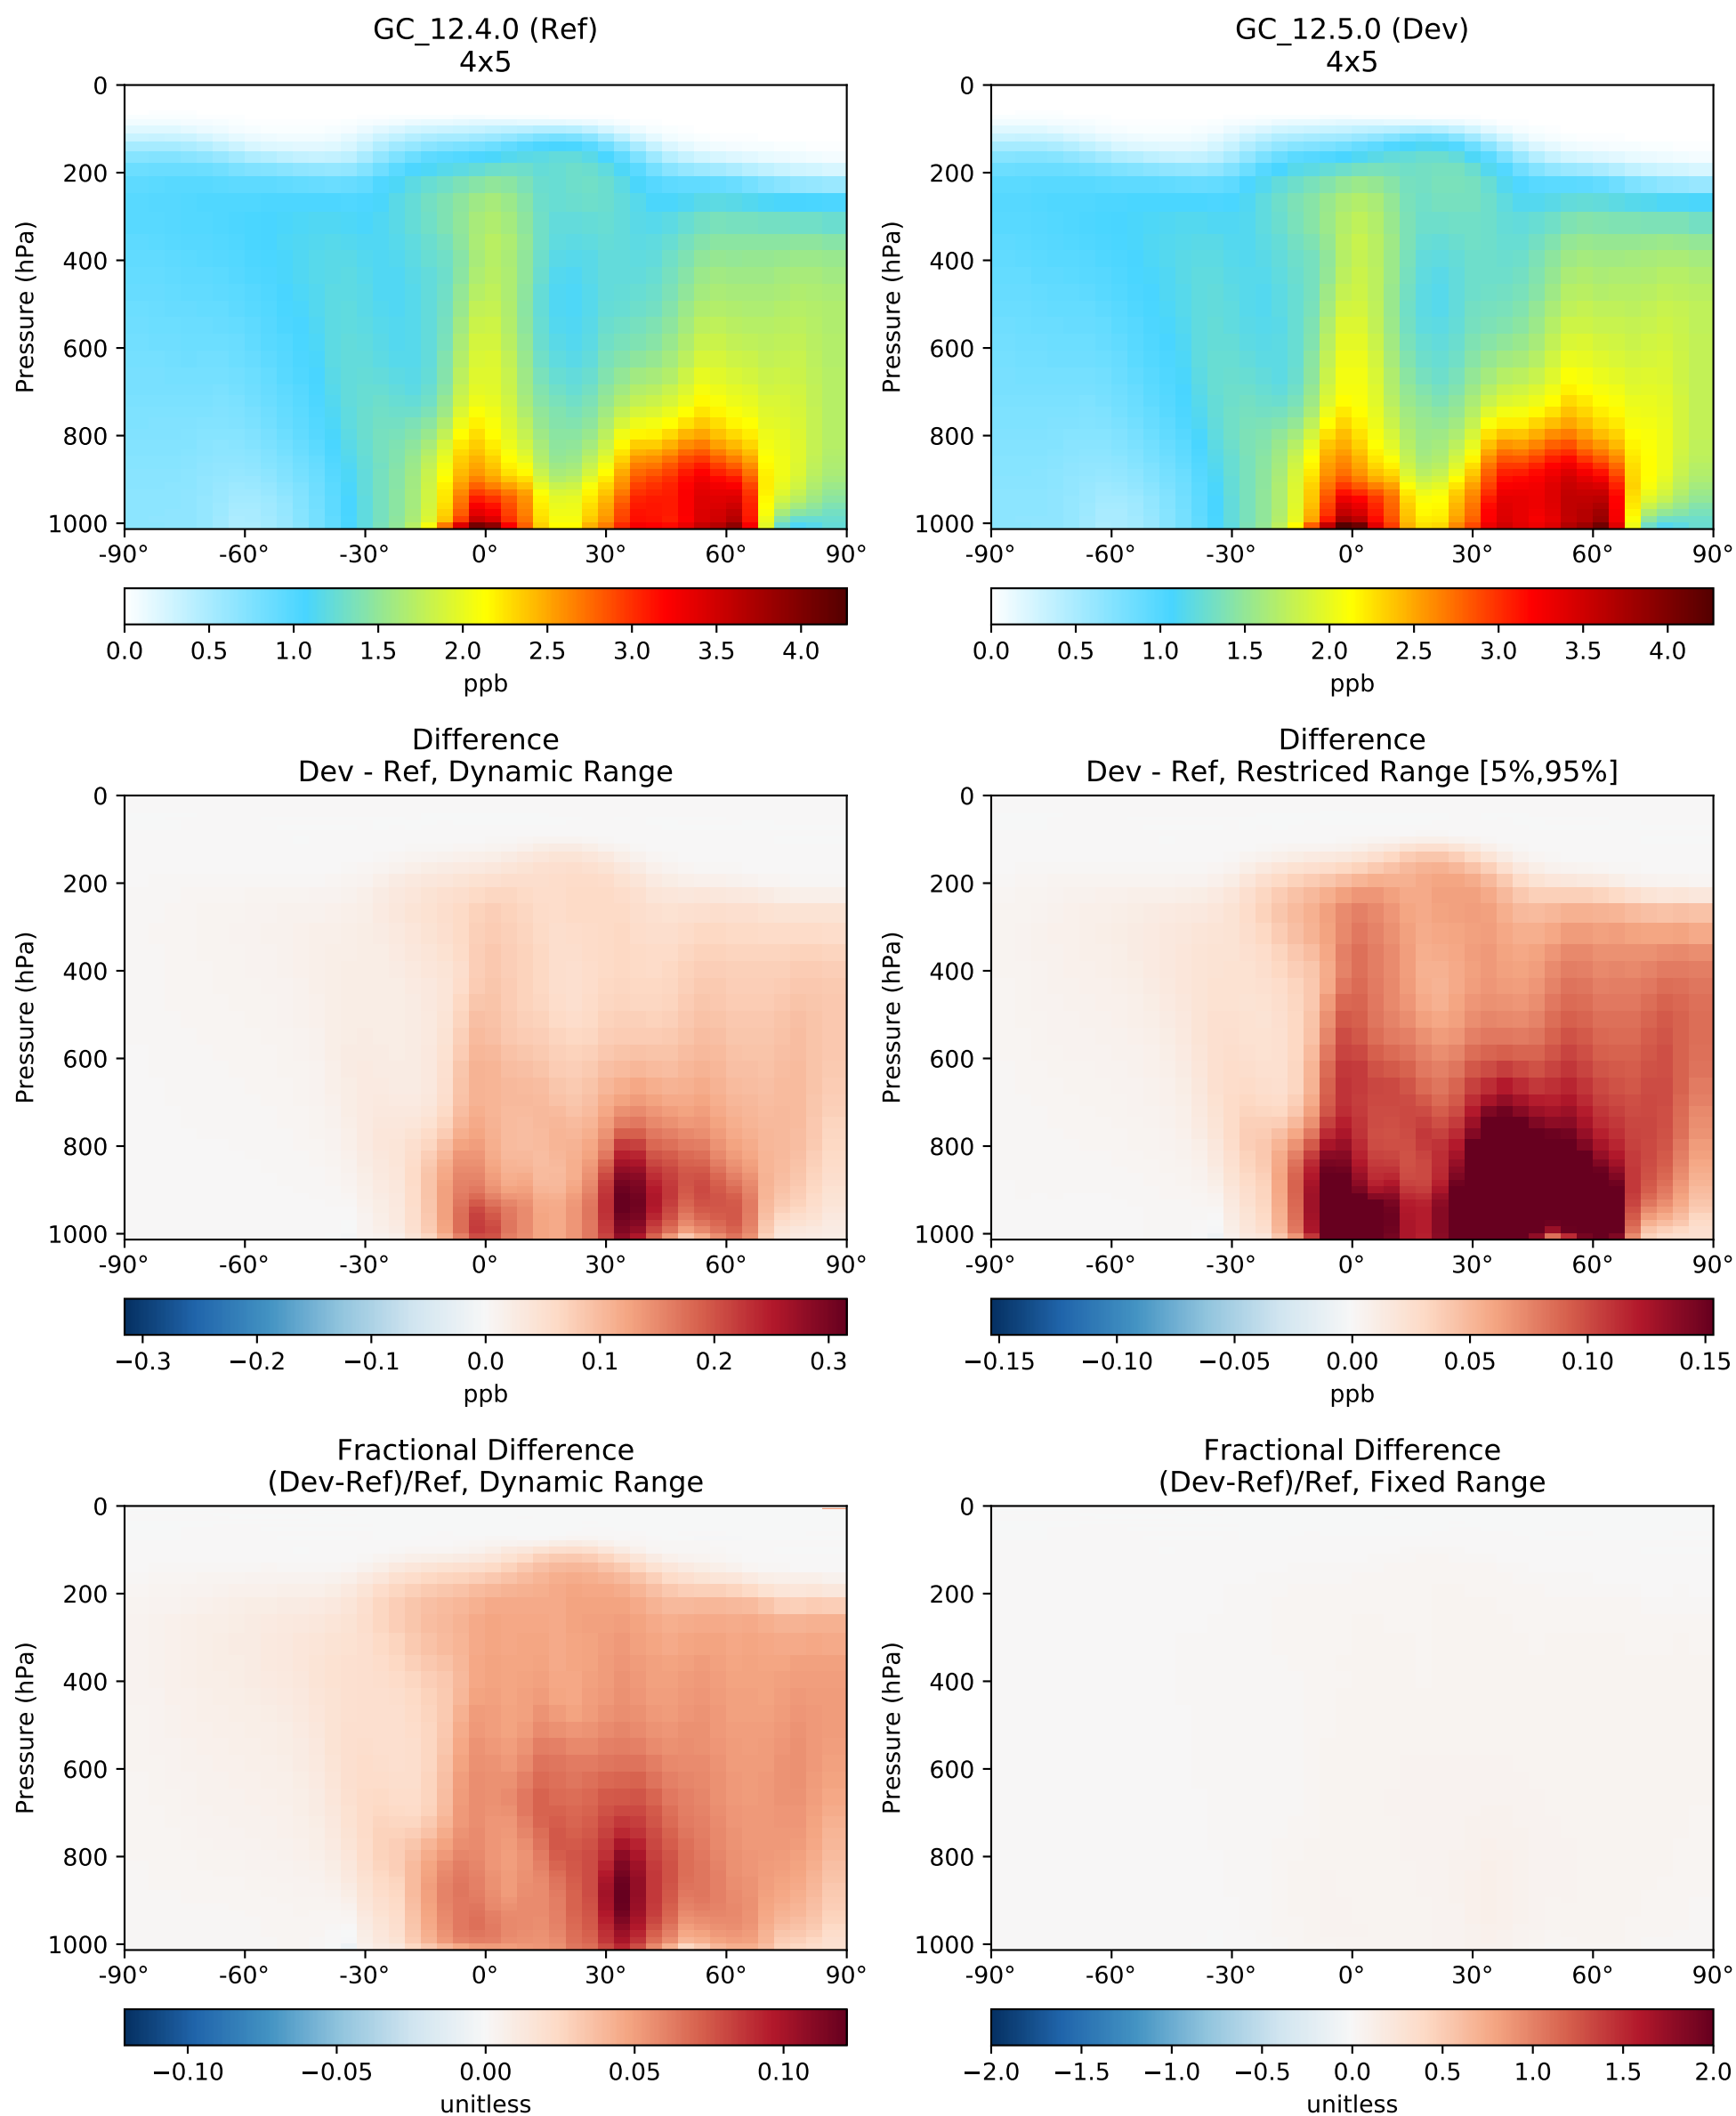 GC_12.4.0 (Ref)
4x5
GC_12.5.0 (Dev)
4x5
0
200
400
600
800
1000
Pressure (hPa)
-90° -60° -30° 0° 30° 60° 90°
0.0 0.5 1.0 1.5 2.0 2.5 3.0 3.5 4.0
ppb
0
200
400
600
800
1000
Pressure (hPa)
-90° -60° -30° 0° 30° 60° 90°
0.0 0.5 1.0 1.5 2.0 2.5 3.0 3.5 4.0
ppb
Difference
Dev - Ref, Dynamic Range
0
200
400
600
800
1000
Pressure (hPa)
-90° -60° -30° 0° 30° 60° 90°
−0.3 −0.2 −0.1 0.0 0.1 0.2 0.3
ppb
Difference
Dev - Ref, Restriced Range [5%,95%]
0
200
400
600
800
1000
Pressure (hPa)
-90° -60° -30° 0° 30° 60° 90°
−0.15 −0.10 −0.05 0.00 0.05 0.10 0.15
ppb
Fractional Difference
(Dev-Ref)/Ref, Dynamic Range
0
200
400
600
800
1000
Pressure (hPa)
-90° -60° -30° 0° 30° 60° 90°
−0.10 −0.05 0.00 0.05 0.10
unitless
Fractional Difference
(Dev-Ref)/Ref, Fixed Range
0
200
400
600
800
1000
Pressure (hPa)
-90° -60° -30° 0° 30° 60° 90°
−2.0 −1.5 −1.0 −0.5 0.0 0.5 1.0 1.5 2.0
unitless